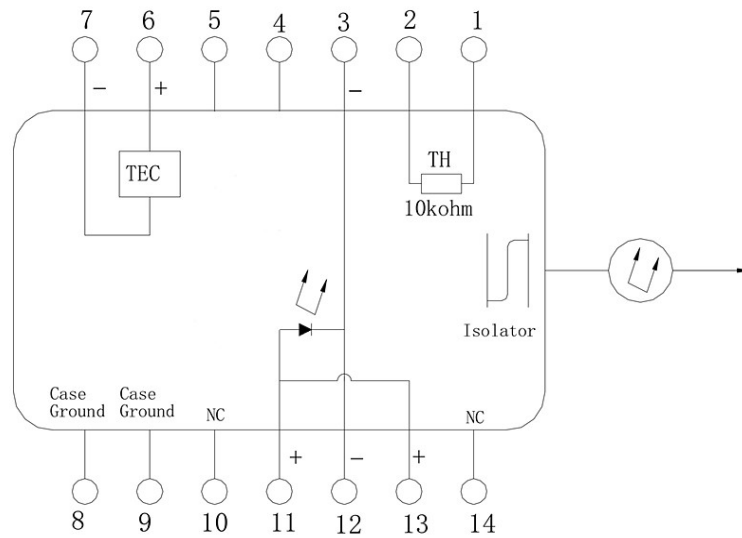 7 6 5 4 3 2 1
− + −
TEC
TH
10kohm
Isolator
Case
Ground
Case
Ground
NC
NC
+ − +
8 9 10 11 12 13 14